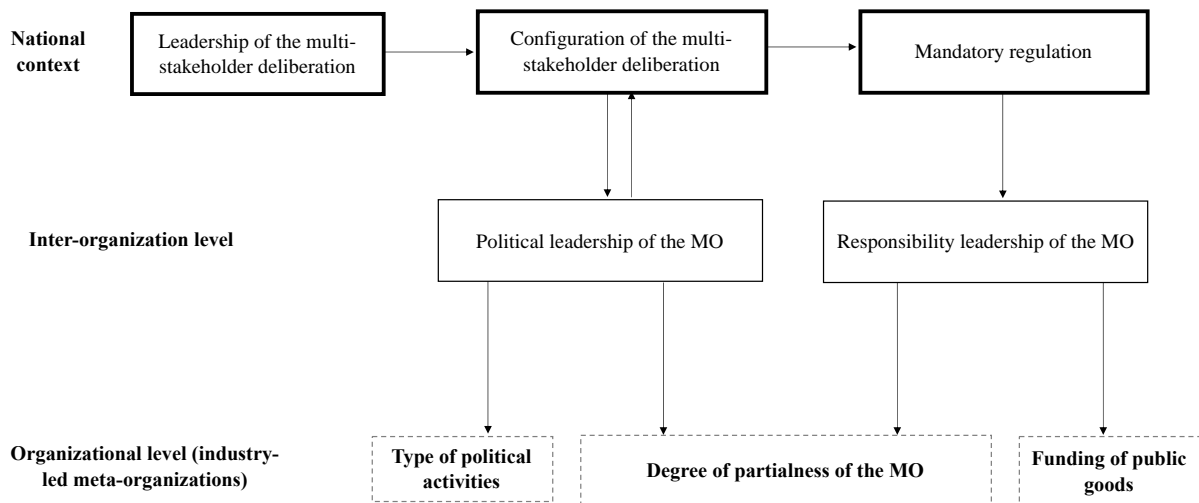 National
context
Leadership of the multi-
stakeholder deliberation
Configuration of the multi-
stakeholder deliberation
Mandatory regulation
Inter-organization level
Political leadership of the MO
Responsibility leadership of the MO
Organizational level (industry-
led meta-organizations)
Type of political
activities
Degree of partialness of the MO
Funding of public
goods